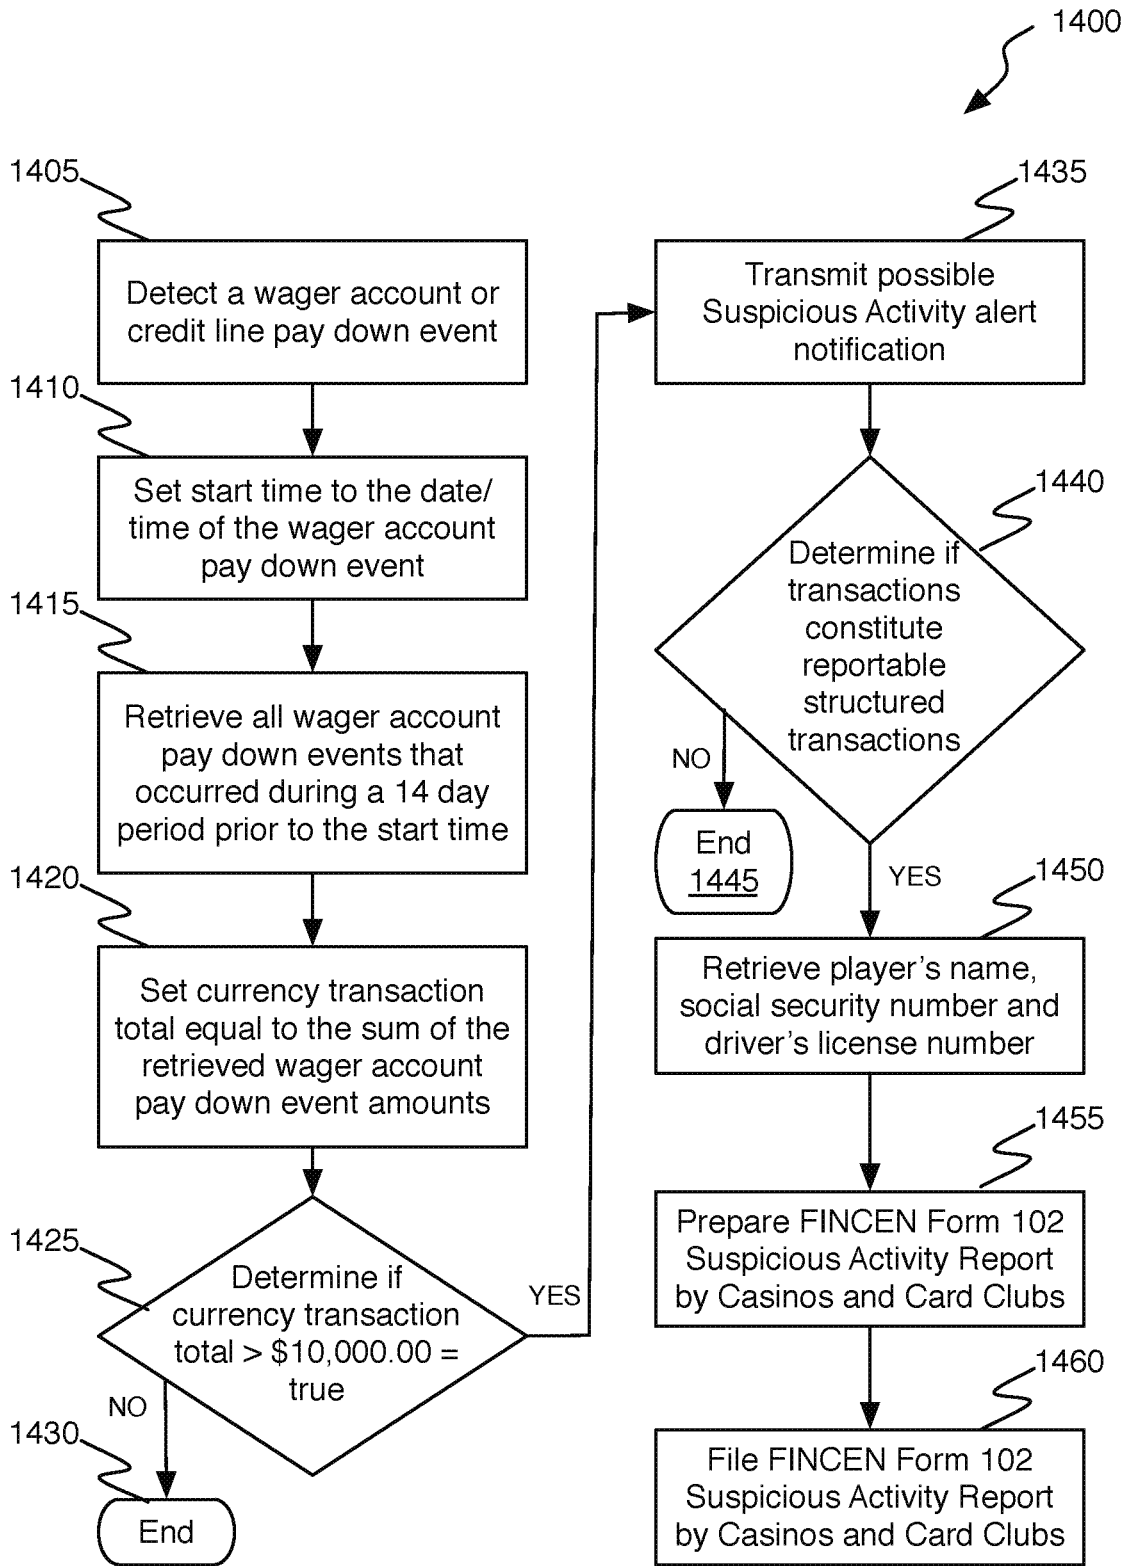 1400
1405
Detect a wager account or
credit line pay down event
1410
Set start time to the date/
time of the wager account
pay down event
1415
Retrieve all wager account
pay down events that
occurred during a 14 day
period prior to the start time
1420
Set currency transaction
total equal to the sum of the
retrieved wager account
pay down event amounts
1425
Determine if
currency transaction
total > $10,000.00 =
true
YES
NO
1430
End
1435
Transmit possible
Suspicious Activity alert
notification
1440
Determine if
transactions
constitute
reportable
structured
transactions
NO
End
1445
YES
1450
Retrieve player's name,
social security number and
driver's license number
1455
Prepare FINCEN Form 102
Suspicious Activity Report
by Casinos and Card Clubs
1460
File FINCEN Form 102
Suspicious Activity Report
by Casinos and Card Clubs